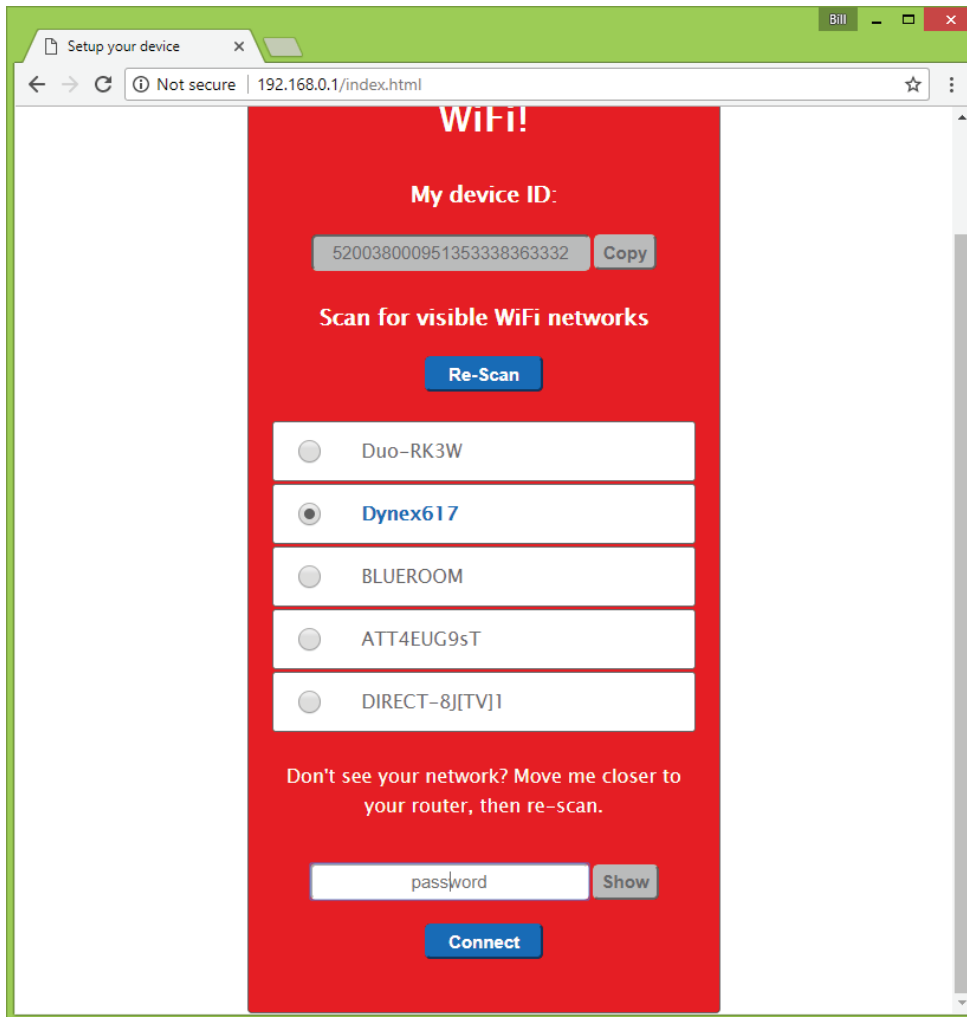 Bill
Setup your device
Not secure | 192.168.0.1/index.html
WiFi!
My device ID:
520038000951353338363332 Copy
Scan for visible WiFi networks
Re-Scan
Duo-RK3W
Dynex617
BLUEROOM
ATT4EUG9sT
DIRECT-8J[TV]1
Don't see your network? Move me closer to
your router, then re-scan.
password Show
Connect